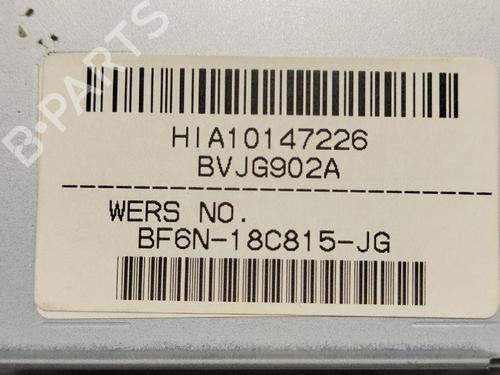 B-PARTS
HIA10147226
BVJG902A
WERS NO.
BF6N-18C815-JG